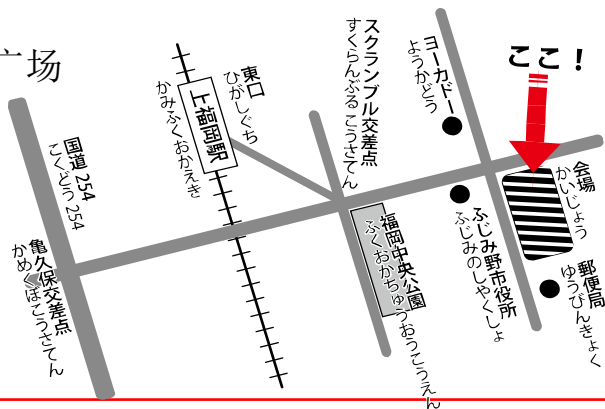 广场
国道 254
こくどう 254
亀久保交差点
かめくぼこうさてん
上福岡駅
かみふくおかえき
東口
ひがしぐち
スクランブル交差点
すくらんぶるこうさてん
福岡中央公園
ふくおかちゅうおうこうえん
ヨーカドー
ようかどう
ここ！
会場
かいじょう
ふじみ野市役所
ふじみのしやくしょ
郵便局
ゆうびんきょく